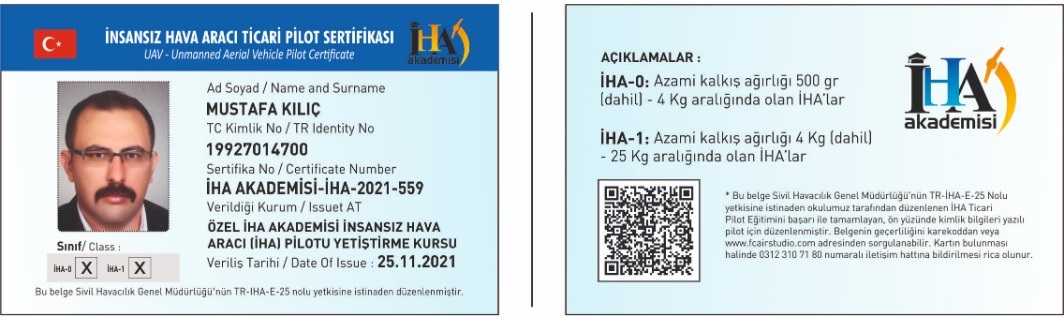 İNSANSIZ HAVA ARACI TİCARİ PİLOT SERTİFİKASI
UAV - Unmanned Aerial Vehicle Pilot Certificate
İHA
akademisi
Ad Soyad / Name and Surname
MUSTAFA KILIÇ
TC Kimlik No / TR Identity No
19927014700
Sertifika No / Certificate Number
İHA AKADEMİSİ-İHA-2021-559
Verildiği Kurum / Issuet AT
ÖZEL İHA AKADEMİSİ İNSANSIZ HAVA
ARACI (İHA) PİLOTU YETİŞTİRME KURSU
Veriliş Tarihi / Date Of Issue : 25.11.2021
Sınıf/ Class :
İHA-0 X İHA-1 X
Bu belge Sivil Havacılık Genel Müdürlüğü'nün TR-İHA-E-25 nolu yetkisine istinaden düzenlenmiştir.
AÇIKLAMALAR :
İHA-0: Azami kalkış ağırlığı 500 gr
(dahil) - 4 Kg aralığında olan İHA'lar
İHA-1: Azami kalkış ağırlığı 4 Kg (dahil)
- 25 Kg aralığında olan İHA'lar
İHA
akademisi
* Bu belge Sivil Havacılık Genel Müdürlüğü'nün TR-İHA-E-25 Nolu
yetkisine istinaden okulumuz tarafından düzenlenen İHA Ticari
Pilot Eğitimini başarı ile tamamlayan, ön yüzünde kimlik bilgileri yazılı
pilot için düzenlenmiştir. Belgenin geçerliliğini karekoddan veya
www.fcairstudio.com adresinden sorgulanabilir. Kartın bulunması
halinde 0312 310 71 80 numaralı iletişim hattına bildirilmesi rica olunur.